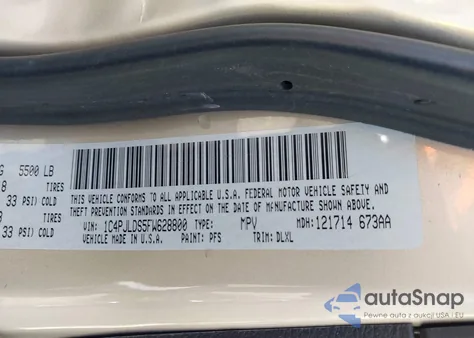 G 5500 LB
8 TIRES
33 PSI COLD
8 TIRES
33 PSI COLD
THIS VEHICLE CONFORMS TO ALL APPLICABLE U.S.A. FEDERAL MOTOR VEHICLE SAFETY AND
THEFT PREVENTION STANDARDS IN EFFECT ON THE DATE OF MANUFACTURE SHOWN ABOVE.
VIN: 1C4PJLDS5FW628800 TYPE: MPV MDH: 121714 673AA
MADE IN U.S.A. PAINT: PFS TRIM: DLXL
autaSnap
Pewne auta z aukcji USA i EU